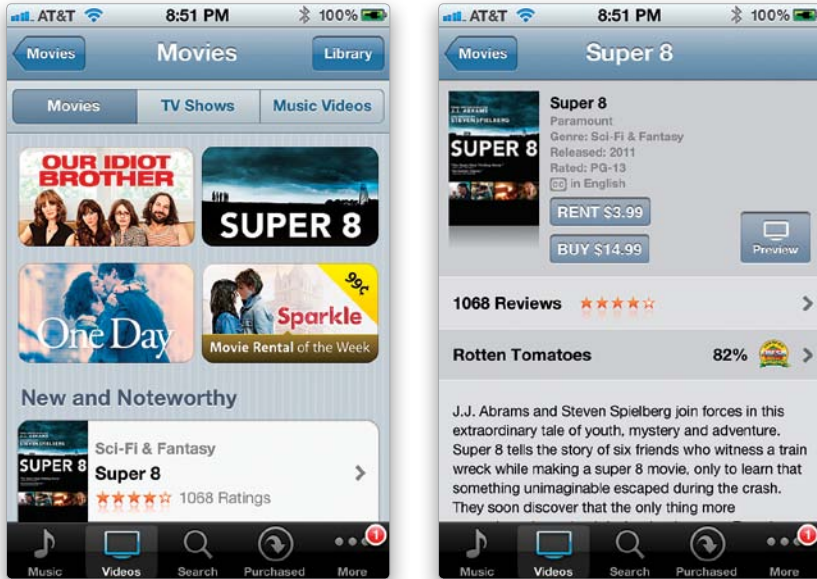 AT&T 8:51 PM 100%
Movies Movies Library
Movies TV Shows Music Videos
OUR IDIOT
BROTHER
SUPER 8
One Day
99¢
Sparkle
Movie Rental of the Week
New and Noteworthy
SUPER 8
Sci-Fi & Fantasy
Super 8
1068 Ratings
Music Videos Search Purchased More
1
AT&T 8:51 PM 100%
Movies Super 8
J.J. ABRAMS
STEVEN SPIELBERG
SUPER 8
Super 8
Paramount
Genre: Sci-Fi & Fantasy
Released: 2011
Rated: PG-13
CC in English
RENT $3.99
BUY $14.99
Preview
1068 Reviews
Rotten Tomatoes 82%
J.J. Abrams and Steven Spielberg join forces in this
extraordinary tale of youth, mystery and adventure.
Super 8 tells the story of six friends who witness a train
wreck while making a super 8 movie, only to learn that
something unimaginable escaped during the crash.
They soon discover that the only thing more
Music Videos Search Purchased More
1